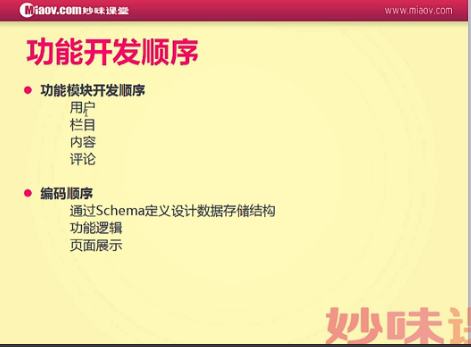 Miaov.com 妙味课堂
www.miaov.com
功能开发顺序
功能模块开发顺序
用户
栏目
内容
评论
编码顺序
通过Schema定义设计数据存储结构
功能逻辑
页面展示
妙味课